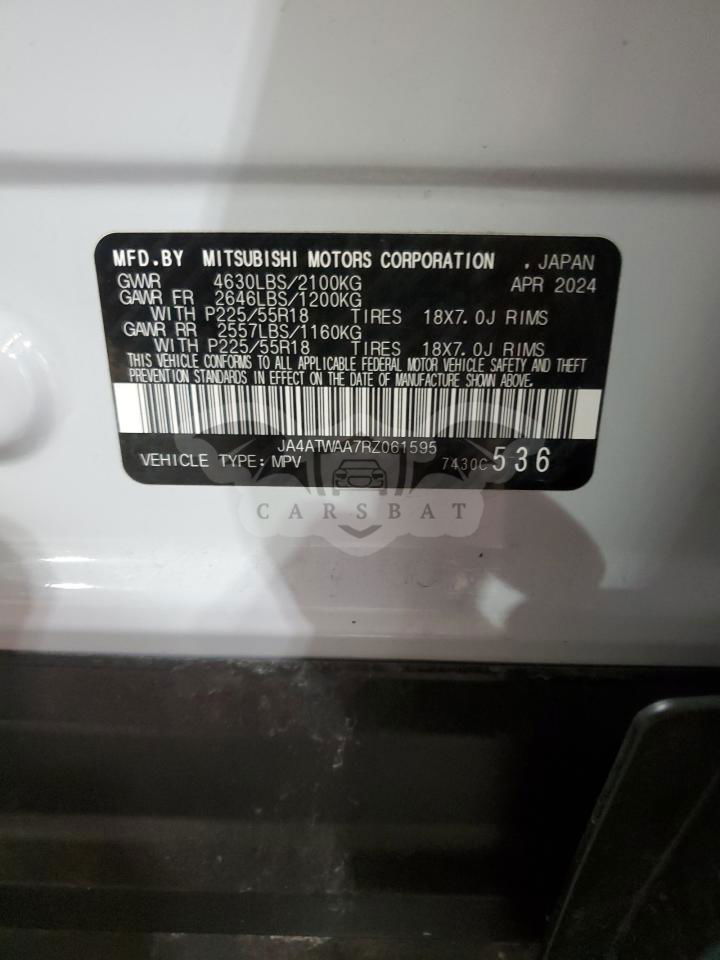 MFD.BY MITSUBISHI MOTORS CORPORATION , JAPAN
GVWR 4630LBS/2100KG APR 2024
GAWR FR 2646LBS/1200KG
WITH P225/55R18 TIRES 18X7.0J RIMS
GAWR RR 2557LBS/1160KG
WITH P225/55R18 TIRES 18X7.0J RIMS
THIS VEHICLE CONFORMS TO ALL APPLICABLE FEDERAL MOTOR VEHICLE SAFETY AND THEFT
PREVENTION STANDARDS IN EFFECT ON THE DATE OF MANUFACTURE SHOWN ABOVE.
JA4ATWAA7RZ061595
VEHICLE TYPE: MPV 7430C 536
CARSBAT